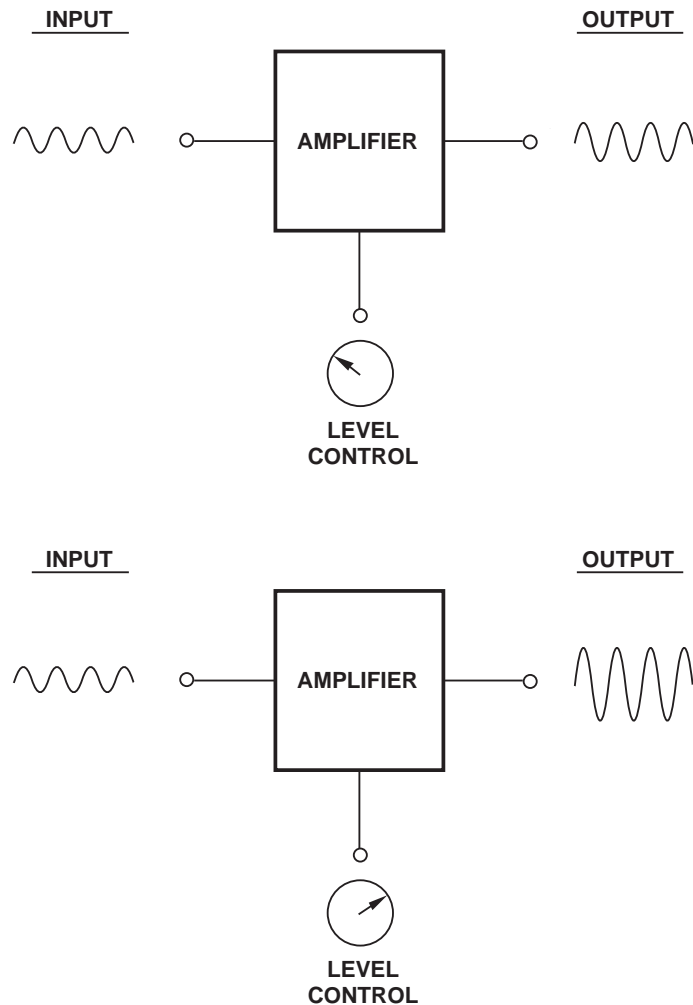 INPUT
OUTPUT
AMPLIFIER
LEVEL
CONTROL
INPUT
OUTPUT
AMPLIFIER
LEVEL
CONTROL